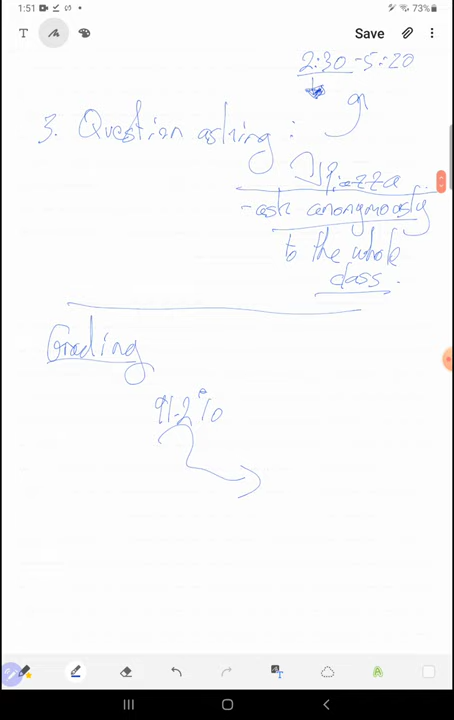 1:51
73%
Save
2:30-5:20
3. Question asking :
Piazza
-ask anonymously
to the whole
class.
Grading
91.2%